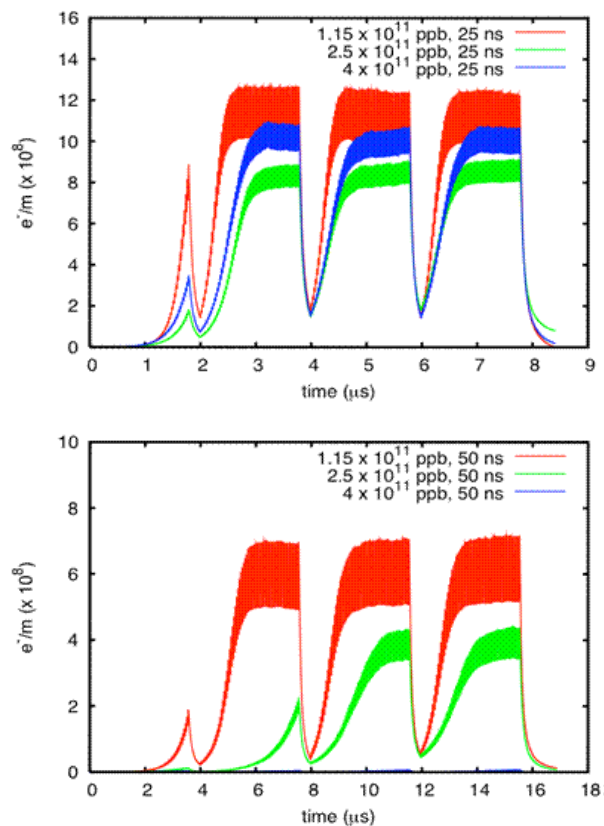 1.15 x 10¹¹ ppb, 25 ns
2.5 x 10¹¹ ppb, 25 ns
4 x 10¹¹ ppb, 25 ns
e⁻/m (x 10⁸)
16
14
12
10
8
6
4
2
0
0 1 2 3 4 5 6 7 8 9
time (μs)
1.15 x 10¹¹ ppb, 50 ns
2.5 x 10¹¹ ppb, 50 ns
4 x 10¹¹ ppb, 50 ns
e⁻/m (x 10⁸)
10
8
6
4
2
0
0 2 4 6 8 10 12 14 16 18
time (μs)